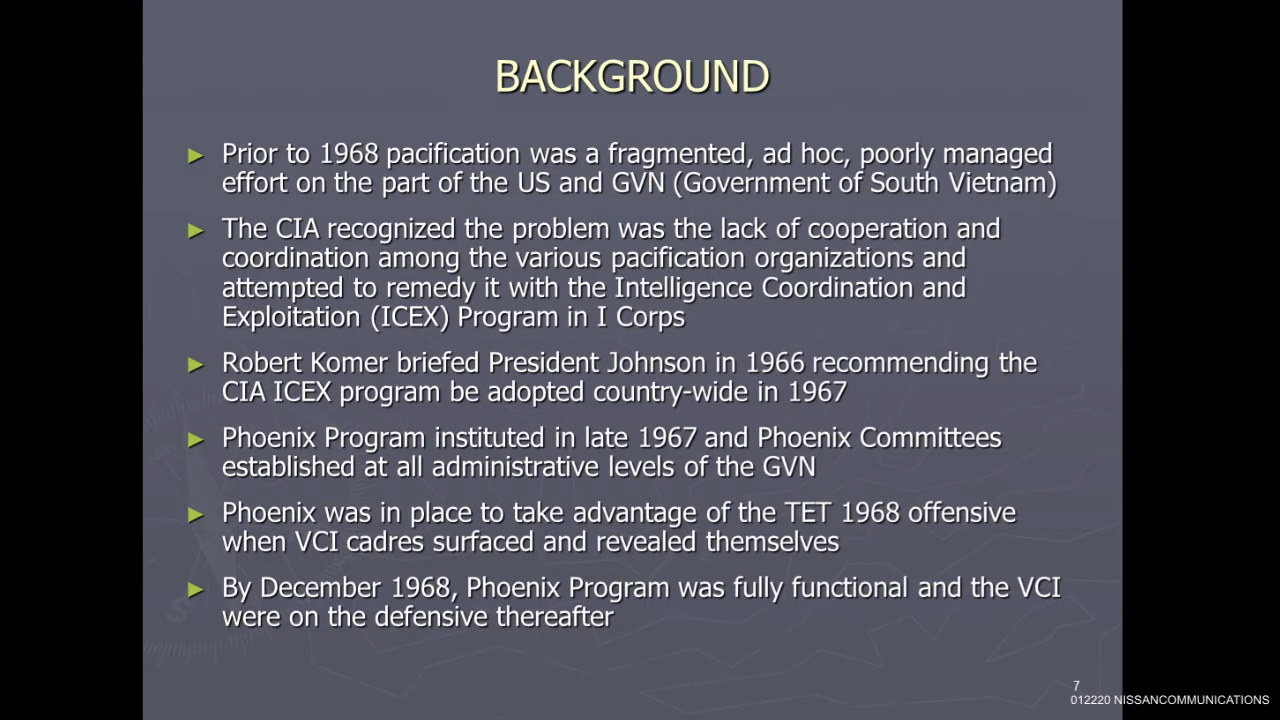 BACKGROUND
► Prior to 1968 pacification was a fragmented, ad hoc, poorly managed
effort on the part of the US and GVN (Government of South Vietnam)
► The CIA recognized the problem was the lack of cooperation and
coordination among the various pacification organizations and
attempted to remedy it with the Intelligence Coordination and
Exploitation (ICEX) Program in I Corps
► Robert Komer briefed President Johnson in 1966 recommending the
CIA ICEX program be adopted country-wide in 1967
► Phoenix Program instituted in late 1967 and Phoenix Committees
established at all administrative levels of the GVN
► Phoenix was in place to take advantage of the TET 1968 offensive
when VCI cadres surfaced and revealed themselves
► By December 1968, Phoenix Program was fully functional and the VCI
were on the defensive thereafter
7
012220 NISSANCOMMUNICATIONS